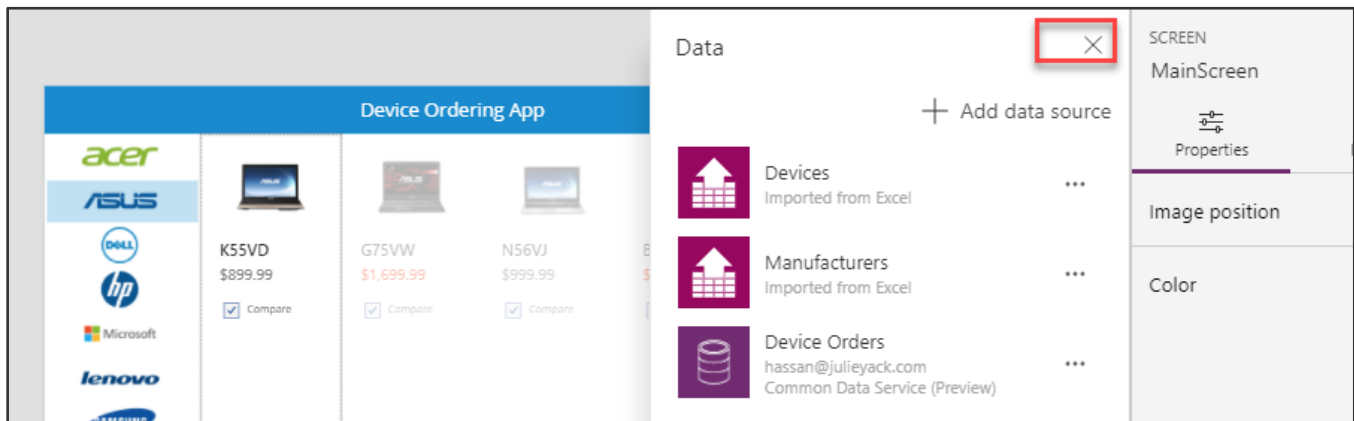 Device Ordering App
acer
ASUS
DELL
hp
Microsoft
lenovo
K55VD
$899.99
Compare
G75VW
$1,699.99
Compare
N56VJ
$999.99
Compare
Data
Add data source
Devices
Imported from Excel
Manufacturers
Imported from Excel
Device Orders
hassan@julieyack.com
Common Data Service (Preview)
SCREEN
MainScreen
Properties
Image position
Color